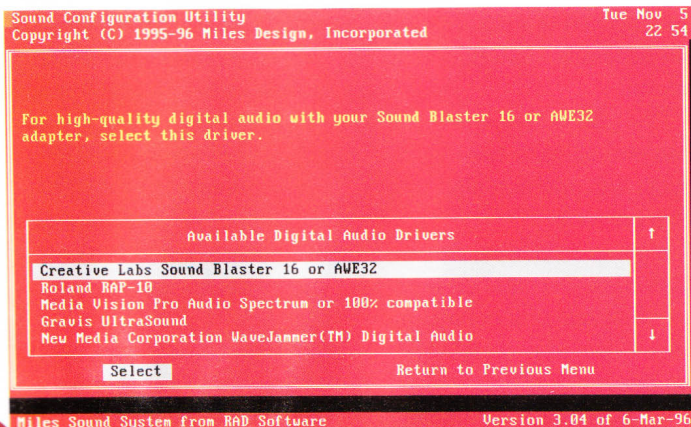 Sound Configuration Utility Tue Nov 5
Copyright (C) 1995-96 Miles Design, Incorporated 22 54
For high-quality digital audio with your Sound Blaster 16 or AWE32
adapter, select this driver.
Available Digital Audio Drivers ↑
Creative Labs Sound Blaster 16 or AWE32
Roland RAP-10
Media Vision Pro Audio Spectrum or 100% compatible
Gravis UltraSound
New Media Corporation WaveJammer(TM) Digital Audio ↓
Select Return to Previous Menu
Miles Sound System from RAD Software Version 3.04 of 6-Mar-96